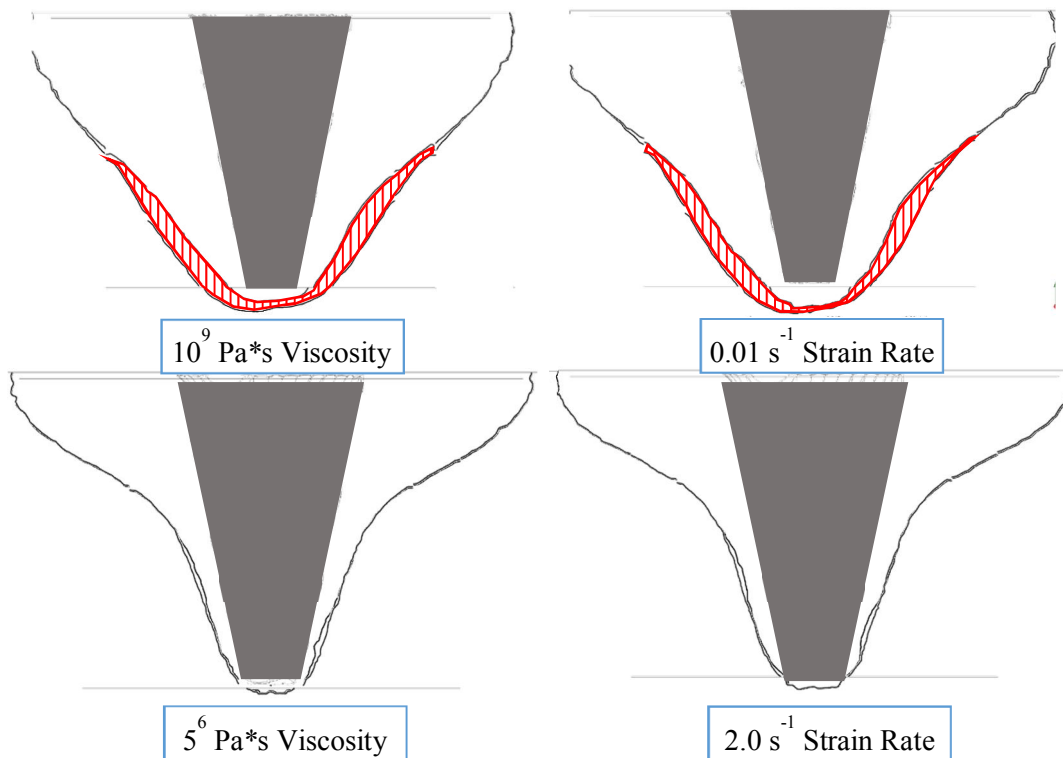 10⁹ Pa*s Viscosity
0.01 s⁻¹ Strain Rate
5⁶ Pa*s Viscosity
2.0 s⁻¹ Strain Rate